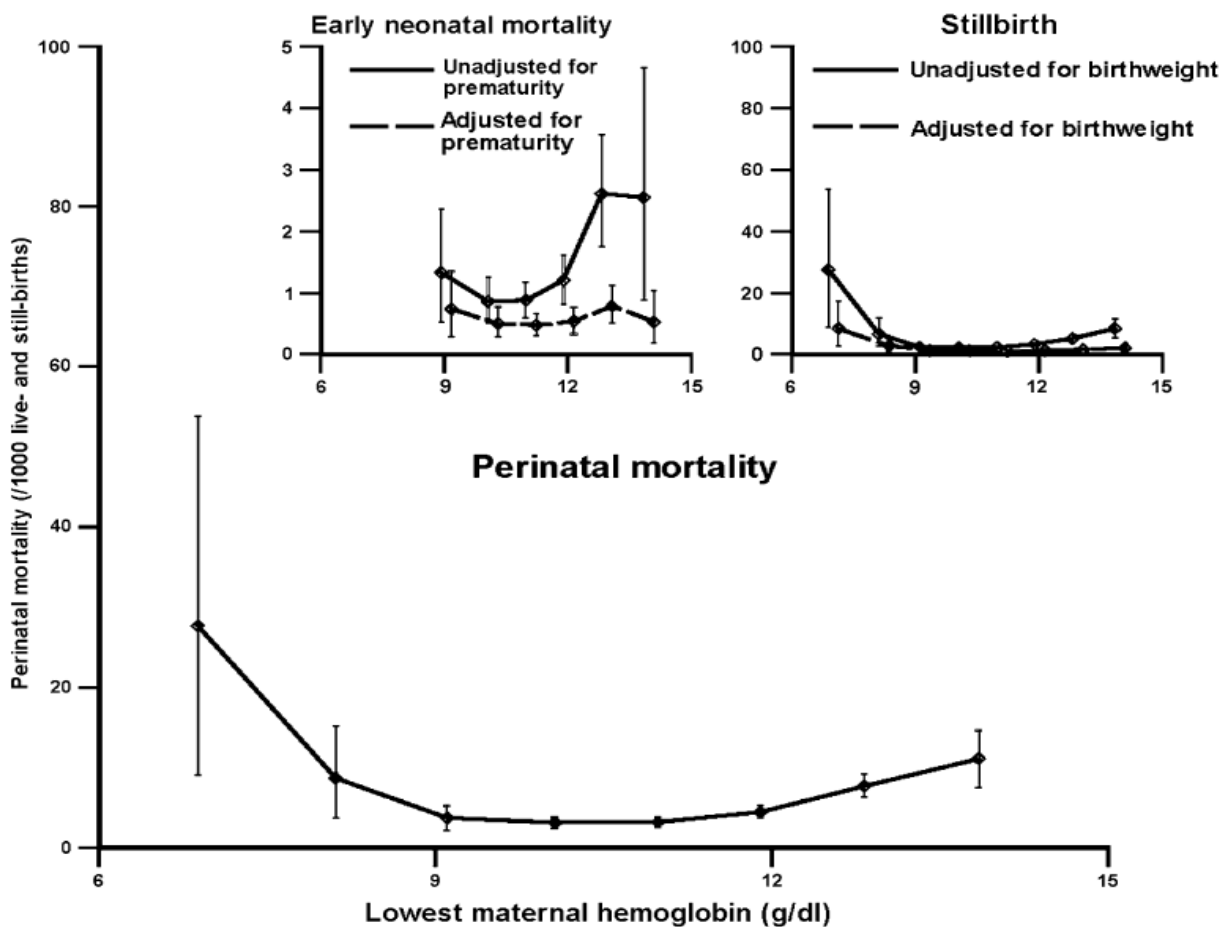 Early neonatal mortality
5
4
3
2
1
0
6
9
12
15
Unadjusted for
prematurity
Adjusted for
prematurity
Stillbirth
100
80
60
40
20
0
6
9
12
15
Unadjusted for birthweight
Adjusted for birthweight
Perinatal mortality
Perinatal mortality (/1000 live- and still-births)
100
80
60
40
20
0
6
9
12
15
Lowest maternal hemoglobin (g/dl)